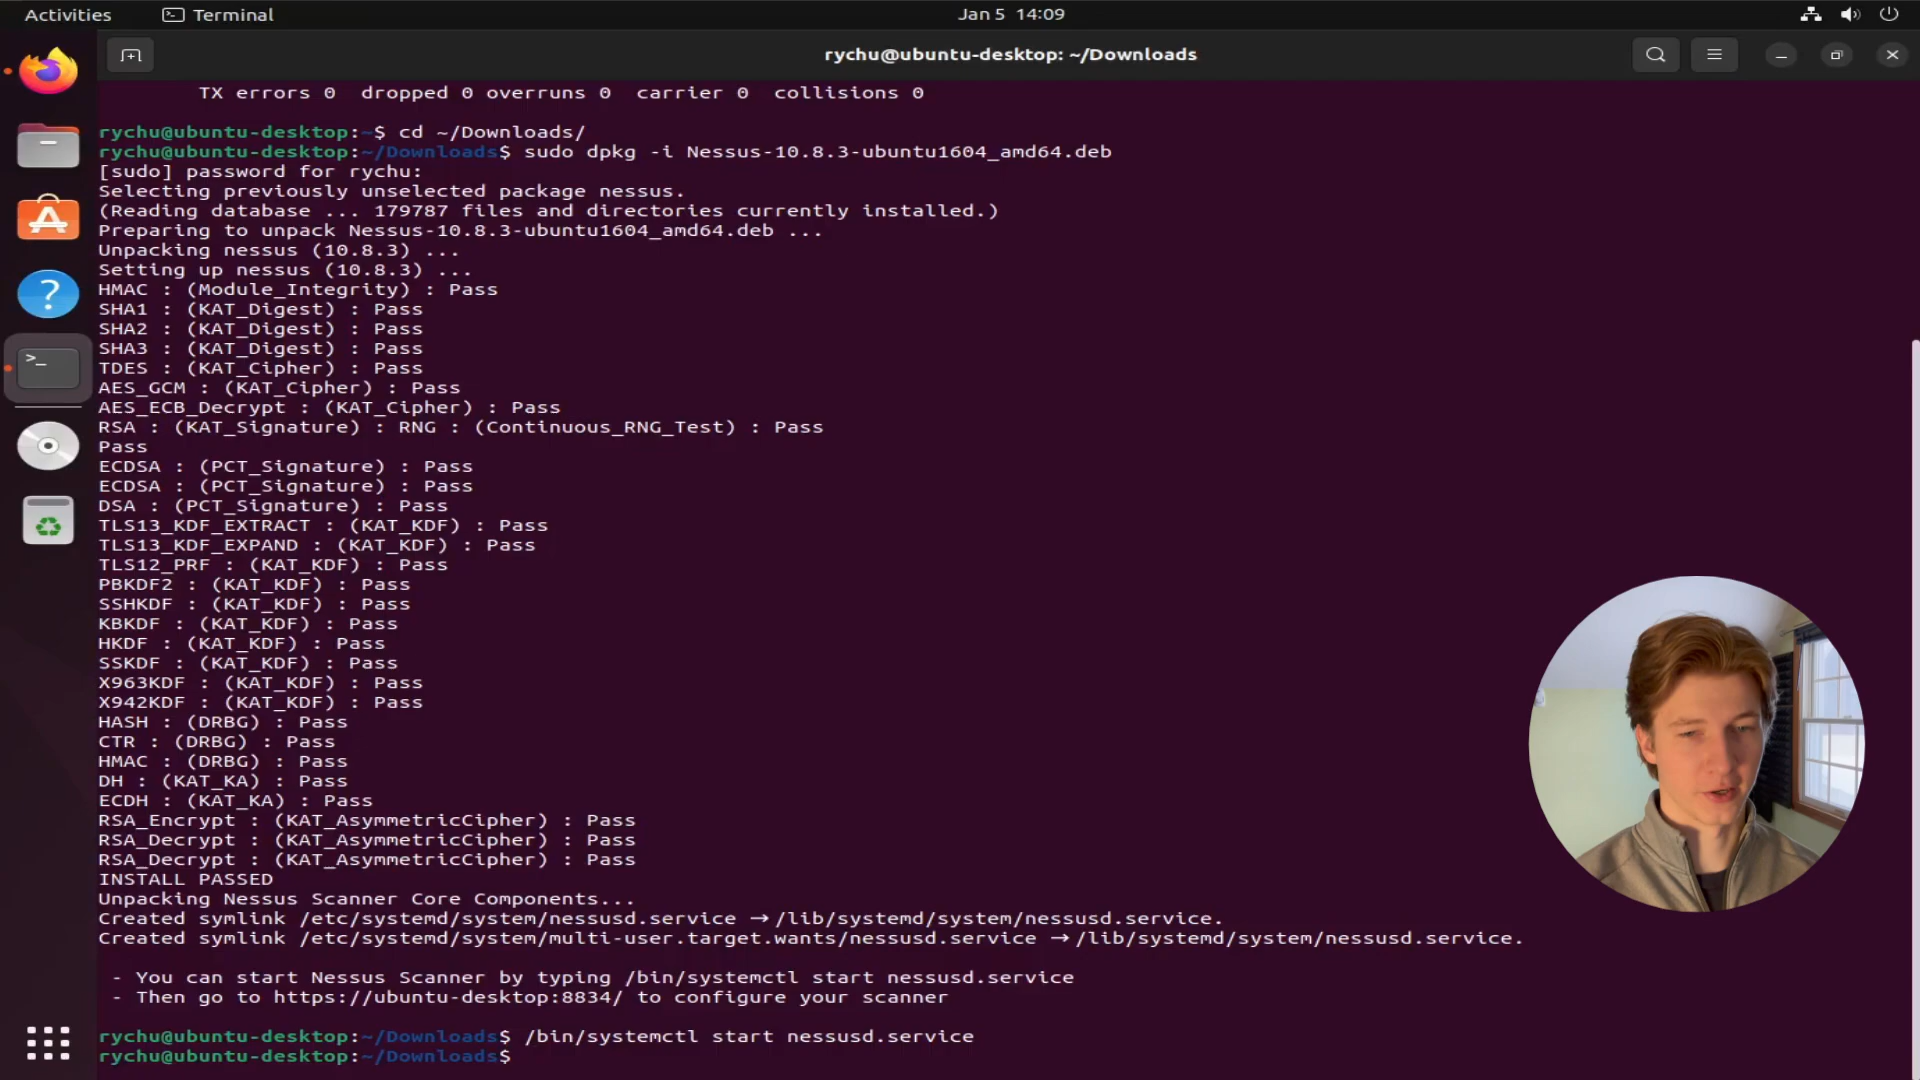 Activities
Terminal
Jan 5 14:09
rychu@ubuntu-desktop: ~/Downloads
TX errors 0  dropped 0 overruns 0  carrier 0  collisions 0
rychu@ubuntu-desktop:~$ cd ~/Downloads/
rychu@ubuntu-desktop:~/Downloads$ sudo dpkg -i Nessus-10.8.3-ubuntu1604_amd64.deb
[sudo] password for rychu:
Selecting previously unselected package nessus.
(Reading database ... 179787 files and directories currently installed.)
Preparing to unpack Nessus-10.8.3-ubuntu1604_amd64.deb ...
Unpacking nessus (10.8.3) ...
Setting up nessus (10.8.3) ...
HMAC : (Module_Integrity) : Pass
SHA1 : (KAT_Digest) : Pass
SHA2 : (KAT_Digest) : Pass
SHA3 : (KAT_Digest) : Pass
TDES : (KAT_Cipher) : Pass
AES_GCM : (KAT_Cipher) : Pass
AES_ECB_Decrypt : (KAT_Cipher) : Pass
RSA : (KAT_Signature) : RNG : (Continuous_RNG_Test) : Pass
Pass
ECDSA : (PCT_Signature) : Pass
ECDSA : (PCT_Signature) : Pass
DSA : (PCT_Signature) : Pass
TLS13_KDF_EXTRACT : (KAT_KDF) : Pass
TLS13_KDF_EXPAND : (KAT_KDF) : Pass
TLS12_PRF : (KAT_KDF) : Pass
PBKDF2 : (KAT_KDF) : Pass
SSHKDF : (KAT_KDF) : Pass
KBKDF : (KAT_KDF) : Pass
HKDF : (KAT_KDF) : Pass
SSKDF : (KAT_KDF) : Pass
X963KDF : (KAT_KDF) : Pass
X942KDF : (KAT_KDF) : Pass
HASH : (DRBG) : Pass
CTR : (DRBG) : Pass
HMAC : (DRBG) : Pass
DH : (KAT_KA) : Pass
ECDH : (KAT_KA) : Pass
RSA_Encrypt : (KAT_AsymmetricCipher) : Pass
RSA_Decrypt : (KAT_AsymmetricCipher) : Pass
RSA_Decrypt : (KAT_AsymmetricCipher) : Pass
INSTALL PASSED
Unpacking Nessus Scanner Core Components...
Created symlink /etc/systemd/system/nessusd.service → /lib/systemd/system/nessusd.service.
Created symlink /etc/systemd/system/multi-user.target.wants/nessusd.service → /lib/systemd/system/nessusd.service.
- You can start Nessus Scanner by typing /bin/systemctl start nessusd.service
- Then go to https://ubuntu-desktop:8834/ to configure your scanner
rychu@ubuntu-desktop:~/Downloads$ /bin/systemctl start nessusd.service
rychu@ubuntu-desktop:~/Downloads$